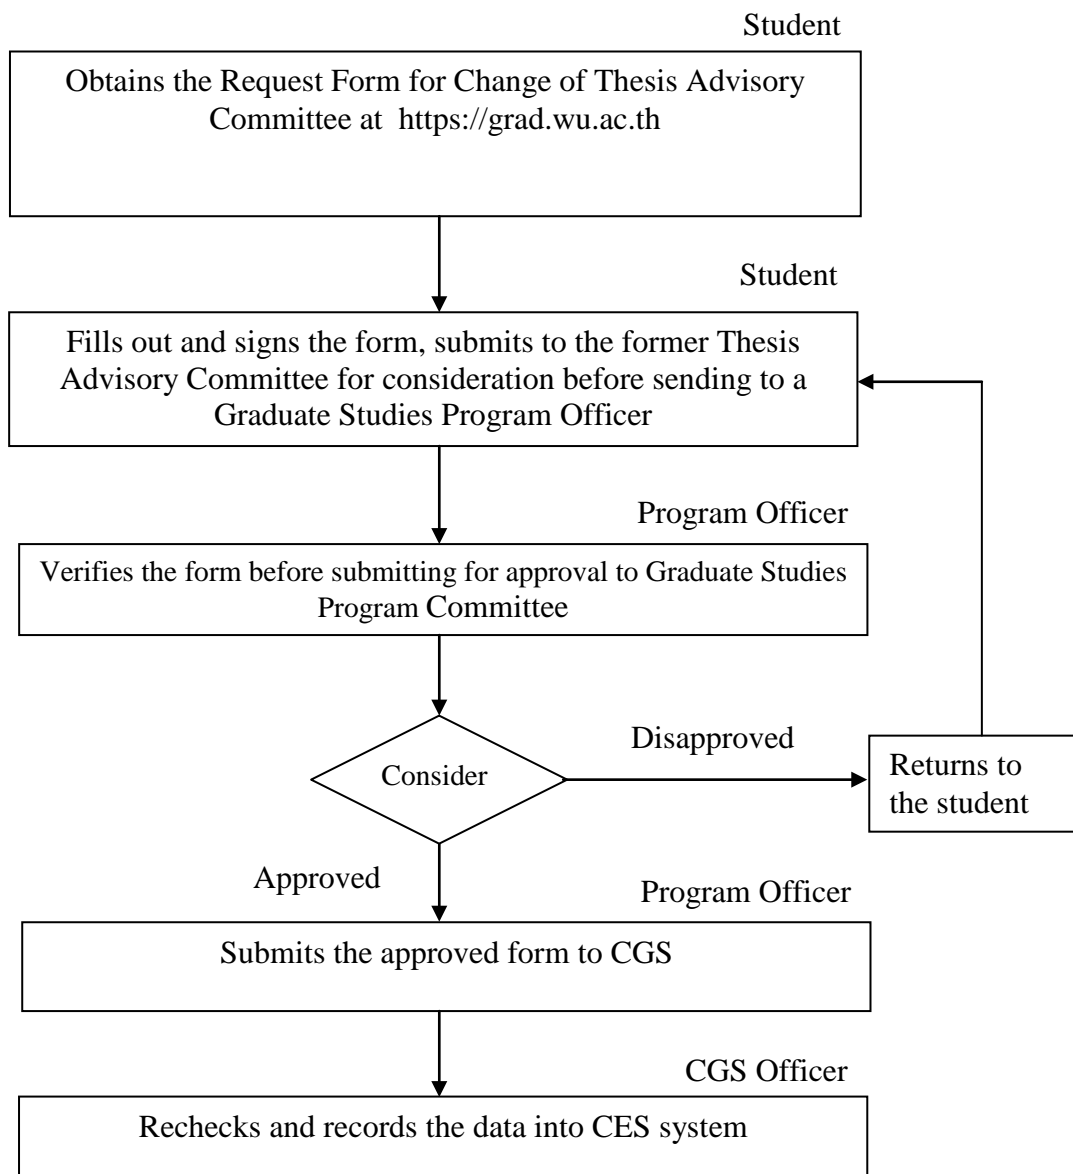 Student
Obtains the Request Form for Change of Thesis Advisory
Committee at  https://grad.wu.ac.th
Student
Fills out and signs the form, submits to the former Thesis
Advisory Committee for consideration before sending to a
Graduate Studies Program Officer
Program Officer
Verifies the form before submitting for approval to Graduate Studies
Program Committee
Consider
Disapproved
Returns to
the student
Approved
Program Officer
Submits the approved form to CGS
CGS Officer
Rechecks and records the data into CES system